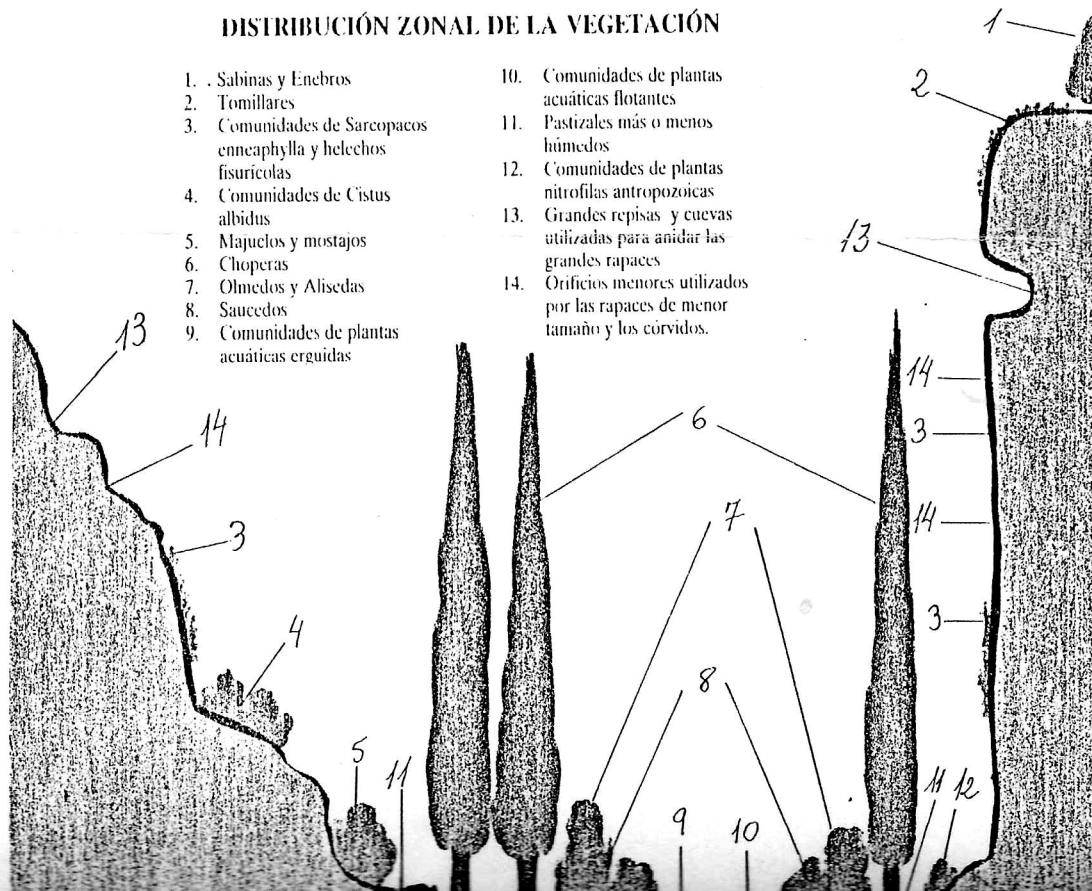 DISTRIBUCIÓN ZONAL DE LA VEGETACIÓN
1. . Sabinas y Enebros
2. Tomillares
3. Comunidades de Sarcopacos
enneaphylla y helechos
fisurícolas
4. Comunidades de Cistus
albidus
5. Majuelos y mostajos
6. Choperas
7. Olmedos y Alisedas
8. Saucedos
9. Comunidades de plantas
acuáticas erguidas
10. Comunidades de plantas
acuáticas flotantes
11. Pastizales más o menos
húmedos
12. Comunidades de plantas
nitrofilas antropozoicas
13. Grandes repisas y cuevas
utilizadas para anidar las
grandes rapaces
14. Orificios menores utilizados
por las rapaces de menor
tamaño y los córvidos.
1
2
13
13
14
14
3
6
7
14
3
3
4
8
5
11
9
10
11
12